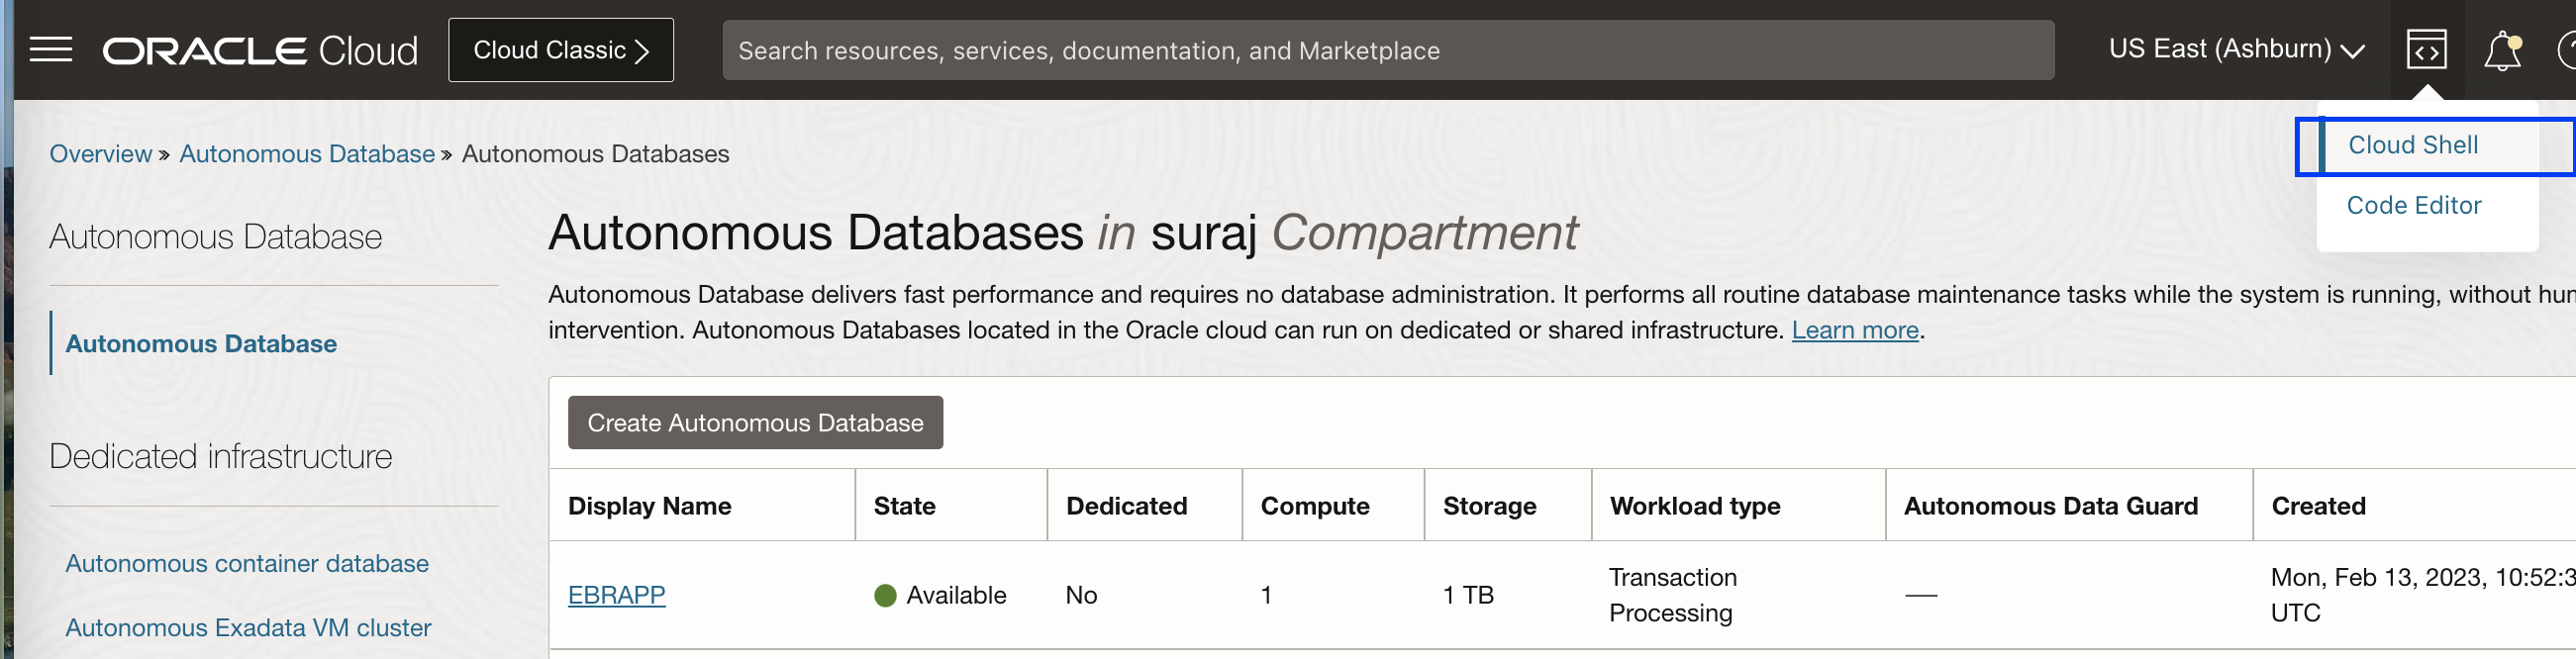 ORACLE Cloud
Cloud Classic
Search resources, services, documentation, and Marketplace
US East (Ashburn)
Cloud Shell
Code Editor
Overview » Autonomous Database » Autonomous Databases
Autonomous Database
Autonomous Database
Dedicated infrastructure
Autonomous container database
Autonomous Exadata VM cluster
Autonomous Databases in suraj Compartment
Autonomous Database delivers fast performance and requires no database administration. It performs all routine database maintenance tasks while the system is running, without
intervention. Autonomous Databases located in the Oracle cloud can run on dedicated or shared infrastructure. Learn more.
Create Autonomous Database
Display Name State Dedicated Compute Storage Workload type Autonomous Data Guard Created
EBRAPP Available No 1 1 TB Transaction Processing — Mon, Feb 13, 2023, 10:52:3 UTC